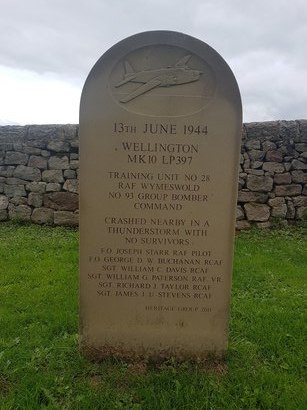 13TH JUNE 1944
WELLINGTON
MK10 LP397
TRAINING UNIT NO 28
RAF WYMESWOLD
NO 93 GROUP BOMBER
COMMAND
CRASHED NEARBY IN A
THUNDERSTORM WITH
NO SURVIVORS
F.O JOSEPH STARR RAF PILOT
F.O GEORGE D. W. BUCHANAN RCAF
SGT. WILLIAM C. DAVIS RCAF
SGT WILLIAM G. PATERSON RAF VR
SGT. RICHARD J. TAYLOR RCAF
SGT. JAMES J. U. STEVENS RCAF
HERITAGE GROUP